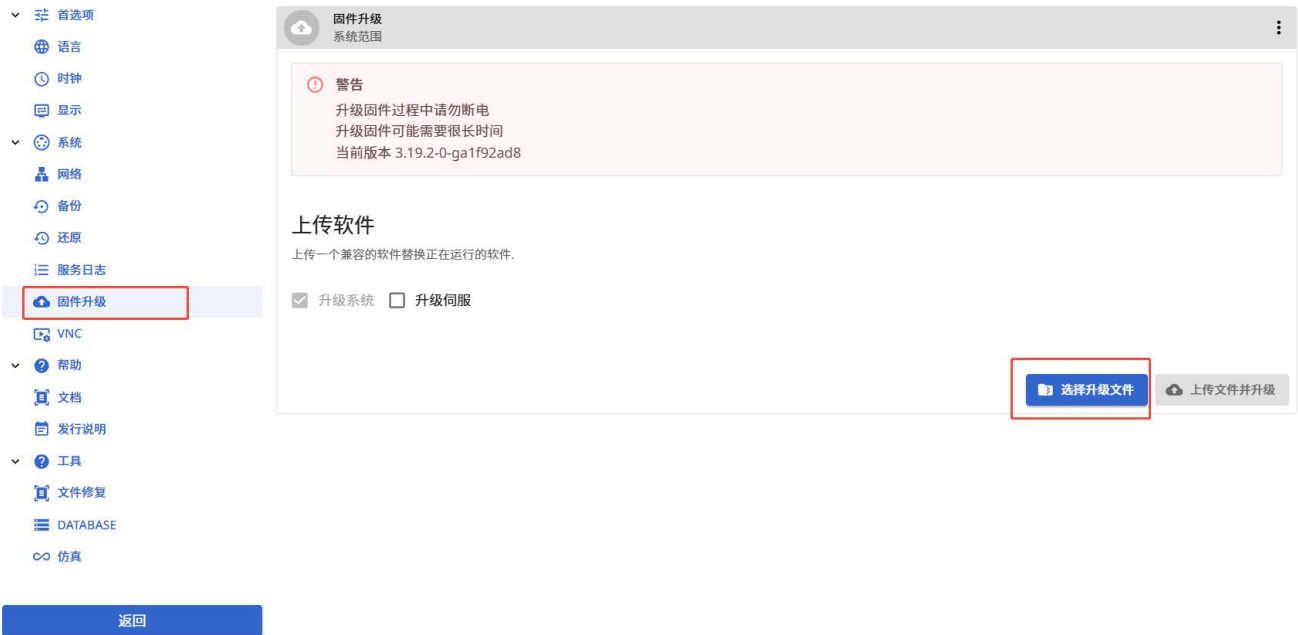 首选项
语言
时钟
显示
系统
网络
备份
还原
服务日志
固件升级
VNC
帮助
文档
发行说明
工具
文件修复
DATABASE
仿真
返回
固件升级
系统范围
警告
升级固件过程中请勿断电
升级固件可能需要很长时间
当前版本 3.19.2-0-ga1f92ad8
上传软件
上传一个兼容的软件替换正在运行的软件.
升级系统 升级伺服
选择升级文件 上传文件并升级